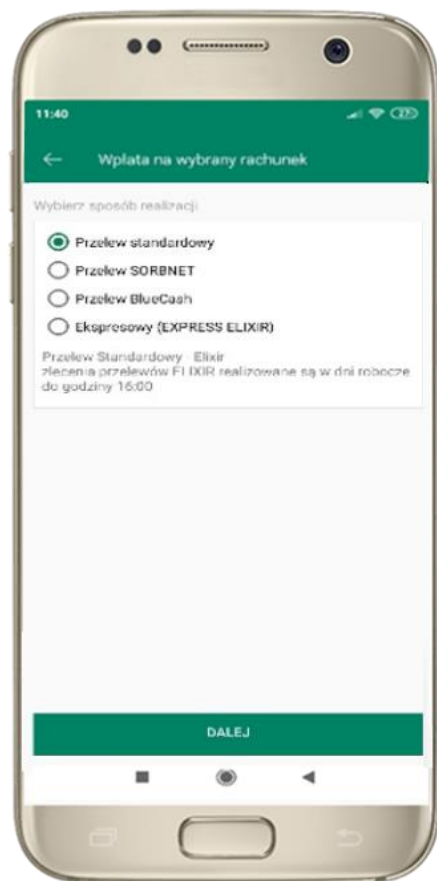 11:40
27
Wpłata na wybrany rachunek
Wybierz sposób realizacji
Przelew standardowy
Przelew SORBNET
Przelew BlueCash
Ekspresowy (EXPRESS ELIXIR)
Przelew Standardowy - Elixir
zlecenia przelewów ELIXIR realizowane są w dni robocze
do godziny 16:00
DALEJ